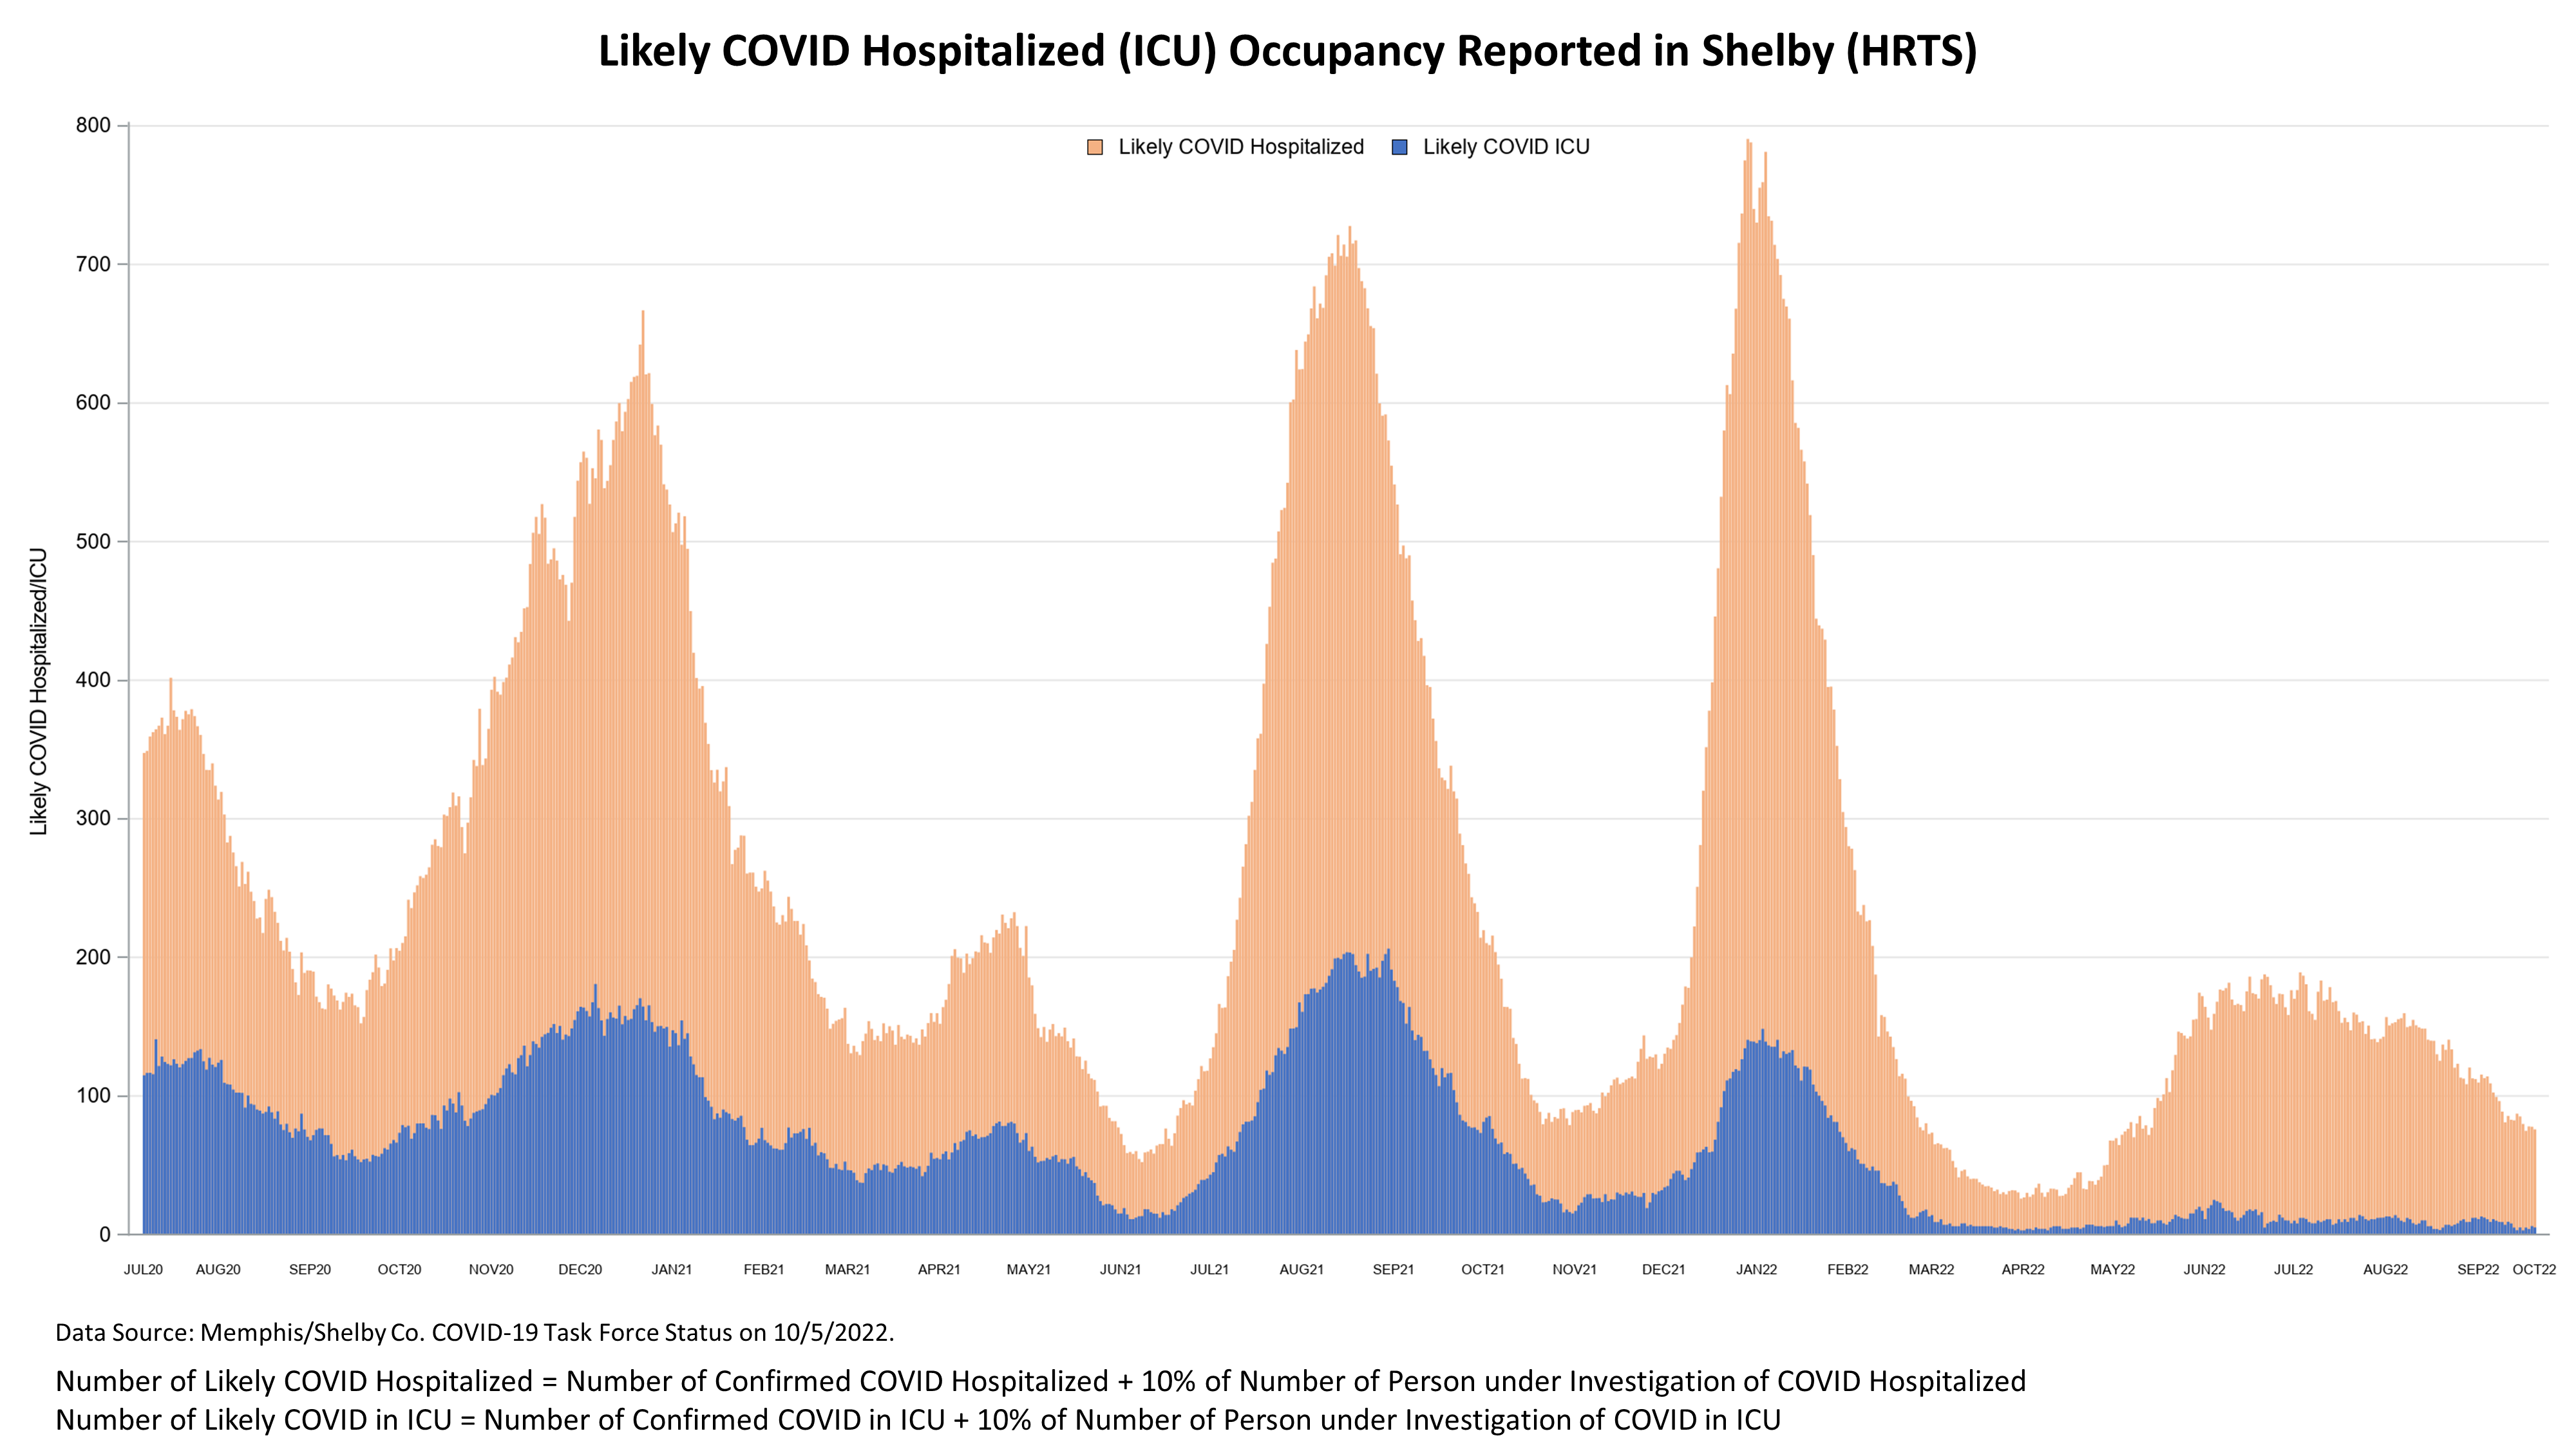 Likely COVID Hospitalized (ICU) Occupancy Reported in Shelby (HRTS)
Likely COVID Hospitalized Likely COVID ICU
Likely COVID Hospitalized/ICU
800
700
600
500
400
300
200
100
0
JUL20 AUG20 SEP20 OCT20 NOV20 DEC20 JAN21 FEB21 MAR21 APR21 MAY21 JUN21 JUL21 AUG21 SEP21 OCT21 NOV21 DEC21 JAN22 FEB22 MAR22 APR22 MAY22 JUN22 JUL22 AUG22 SEP22 OCT22
Data Source: Memphis/Shelby Co. COVID-19 Task Force Status on 10/5/2022.
Number of Likely COVID Hospitalized = Number of Confirmed COVID Hospitalized + 10% of Number of Person under Investigation of COVID Hospitalized
Number of Likely COVID in ICU = Number of Confirmed COVID in ICU + 10% of Number of Person under Investigation of COVID in ICU